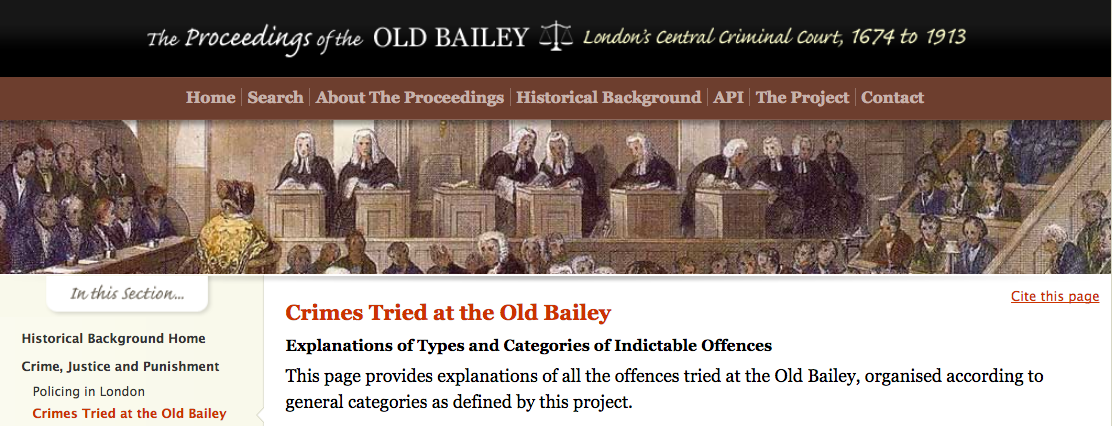 The Proceedings of the OLD BAILEY London's Central Criminal Court, 1674 to 1913
Home Search About The Proceedings Historical Background API The Project Contact
In this Section...
Historical Background Home
Crime, Justice and Punishment
Policing in London
Crimes Tried at the Old Bailey
Cite this page
Crimes Tried at the Old Bailey
Explanations of Types and Categories of Indictable Offences
This page provides explanations of all the offences tried at the Old Bailey, organised according to
general categories as defined by this project.